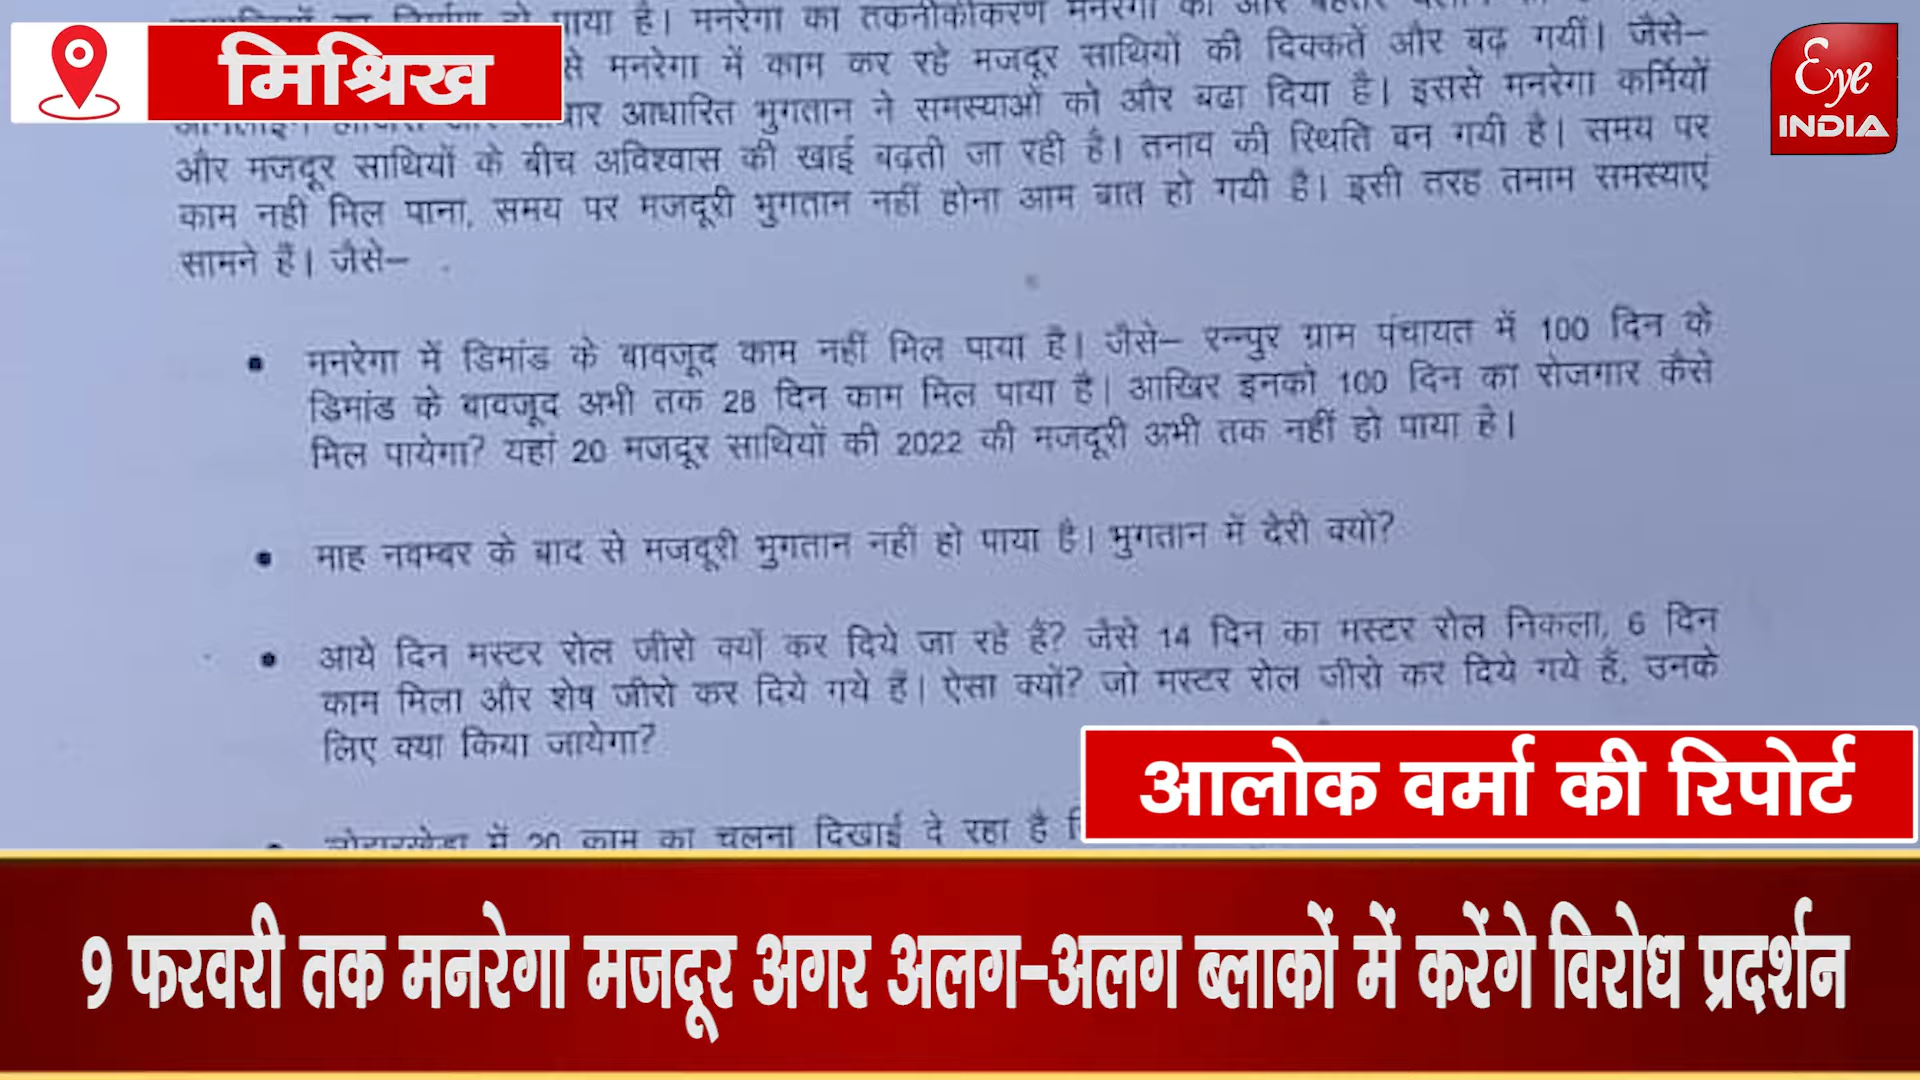 का निर्माण हो पाया है। मनरेगा का तकनीकीकरण मनरेगा को और बेहतर
मिश्रिख
Eye
INDIA
से मनरेगा में काम कर रहे मजदूर साथियों की दिक्कतें और बढ़ गयीं। जैसे–
आधारित भुगतान ने समस्याओं को और बढा दिया है। इससे मनरेगा कर्मियों
और मजदूर साथियों के बीच अविश्वास की खाई बढ़ती जा रही है। तनाव की स्थिति बन गयी है। समय पर
काम नही मिल पाना, समय पर मजदूरी भुगतान नहीं होना आम बात हो गयी है। इसी तरह तमाम समस्याएं
सामने हैं। जैसे–
• मनरेगा में डिमांड के बावजूद काम नहीं मिल पाया है। जैसे– रन्नुपुर ग्राम पंचायत में 100 दिन के
डिमांड के बावजूद अभी तक 28 दिन काम मिल पाया है। आखिर इनको 100 दिन का रोजगार कैसे
मिल पायेगा? यहां 20 मजदूर साथियों की 2022 की मजदूरी अभी तक नहीं हो पाया है।
• माह नवम्बर के बाद से मजदूरी भुगतान नहीं हो पाया है। भुगतान में देरी क्यों?
• आये दिन मस्टर रोल जीरो क्यों कर दिये जा रहे हैं? जैसे 14 दिन का मस्टर रोल निकला, 6 दिन
काम मिला और शेष जीरो कर दिये गये हैं। ऐसा क्यों? जो मस्टर रोल जीरो कर दिये गये हैं, उनके
लिए क्या किया जायेगा?
में 20 काम का चलना दिखाई दे रहा है
आलोक वर्मा की रिपोर्ट
9 फरवरी तक मनरेगा मजदूर अगर अलग-अलग ब्लाकों में करेंगे विरोध प्रदर्शन